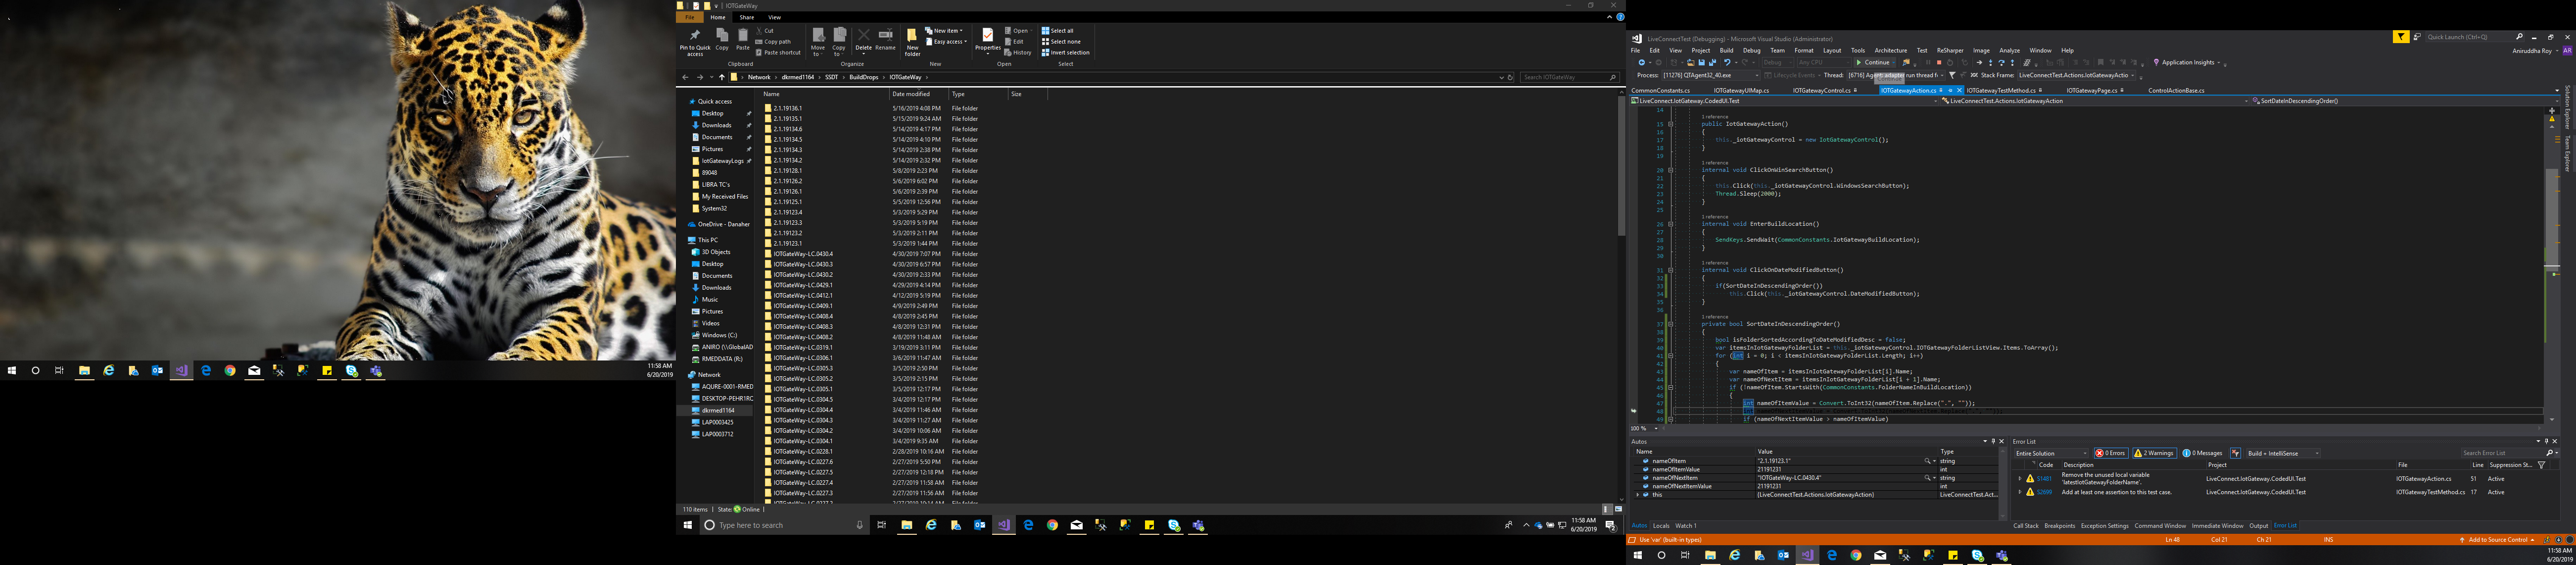 11:58 AM
6/20/2019
IOTGateWay
File Home Share View
Pin to Quick access
Copy
Paste
Cut
Copy path
Paste shortcut
Clipboard
Move to
Copy to
Delete
Rename
Organize
New folder
New item
Easy access
New
Properties
Open
Edit
History
Open
Select all
Select none
Invert selection
Select
Network > dkrmed1164 > SSDT > BuildDrops > IOTGateWay >
Search IOTGateWay
Quick access
Desktop
Downloads
Documents
Pictures
IotGatewayLogs
89048
LIBRA TC's
My Received Files
System32
OneDrive - Danaher
This PC
3D Objects
Desktop
Documents
Downloads
Music
Pictures
Videos
Windows (C:)
ANIRO (\\GlobalAD
RMEDDATA (R:)
Network
AQURE-0001-RMED
DESKTOP-PEHR1RC
dkrmed1164
LAP0003425
LAP0003712
Name Date modified Type Size
2.1.19136.1 5/16/2019 4:08 PM File folder
2.1.19135.1 5/15/2019 9:24 AM File folder
2.1.19134.6 5/14/2019 4:17 PM File folder
2.1.19134.5 5/14/2019 4:10 PM File folder
2.1.19134.3 5/14/2019 2:38 PM File folder
2.1.19134.2 5/14/2019 2:32 PM File folder
2.1.19128.1 5/8/2019 2:23 PM File folder
2.1.19126.2 5/6/2019 6:02 PM File folder
2.1.19126.1 5/6/2019 2:39 PM File folder
2.1.19125.1 5/5/2019 12:56 PM File folder
2.1.19123.4 5/3/2019 5:29 PM File folder
2.1.19123.3 5/3/2019 5:19 PM File folder
2.1.19123.2 5/3/2019 2:11 PM File folder
2.1.19123.1 5/3/2019 1:44 PM File folder
IOTGateWay-LC.0430.4 4/30/2019 7:07 PM File folder
IOTGateWay-LC.0430.3 4/30/2019 6:57 PM File folder
IOTGateWay-LC.0430.2 4/30/2019 2:33 PM File folder
IOTGateWay-LC.0429.1 4/29/2019 4:14 PM File folder
IOTGateWay-LC.0412.1 4/12/2019 5:19 PM File folder
IOTGateWay-LC.0409.1 4/9/2019 2:49 PM File folder
IOTGateWay-LC.0408.4 4/8/2019 2:45 PM File folder
IOTGateWay-LC.0408.3 4/8/2019 12:31 PM File folder
IOTGateWay-LC.0408.2 4/8/2019 11:48 AM File folder
IOTGateWay-LC.0319.1 3/19/2019 3:11 PM File folder
IOTGateWay-LC.0306.1 3/6/2019 11:47 AM File folder
IOTGateWay-LC.0305.3 3/5/2019 2:50 PM File folder
IOTGateWay-LC.0305.2 3/5/2019 2:15 PM File folder
IOTGateWay-LC.0305.1 3/5/2019 12:17 PM File folder
IOTGateWay-LC.0304.5 3/4/2019 12:17 PM File folder
IOTGateWay-LC.0304.4 3/4/2019 11:46 AM File folder
IOTGateWay-LC.0304.3 3/4/2019 11:27 AM File folder
IOTGateWay-LC.0304.2 3/4/2019 10:06 AM File folder
IOTGateWay-LC.0304.1 3/4/2019 9:35 AM File folder
IOTGateWay-LC.0228.1 2/28/2019 10:16 AM File folder
IOTGateWay-LC.0227.6 2/27/2019 5:50 PM File folder
IOTGateWay-LC.0227.5 2/27/2019 12:18 PM File folder
IOTGateWay-LC.0227.4 2/27/2019 11:58 AM File folder
IOTGateWay-LC.0227.3 2/27/2019 11:56 AM File folder
110 items State: Online
Type here to search
11:58 AM
6/20/2019
LiveConnectTest (Debugging) - Microsoft Visual Studio (Administrator)
Quick Launch (Ctrl+Q)
File Edit View Project Build Debug Team Format Layout Tools Architecture Test ReSharper Image Analyze Window Help
Aniruddha Roy AR
Debug Any CPU Continue Application Insights
Process: [11276] QTAgent32_40.exe Lifecycle Events Thread: [6716] Agent: adapter run thread f Stack Frame: LiveConnectTest.Actions.IotGatewayActio
CommonConstants.cs IOTGatewayUIMap.cs IOTGatewayControl.cs IOTGatewayAction.cs IOTGatewayTestMethod.cs IOTGatewayPage.cs ControlActionBase.cs
LiveConnect.IotGateway.CodedUI.Test LiveConnectTest.Actions.IotGatewayAction SortDateInDescendingOrder()
14
1 reference
15 public IotGatewayAction()
16 {
17 this._iotGatewayControl = new IotGatewayControl();
18 }
19
1 reference
20 internal void ClickOnWinSearchButton()
21 {
22 this.Click(this._iotGatewayControl.WindowsSearchButton);
23 Thread.Sleep(2000);
24 }
25
1 reference
26 internal void EnterBuildLocation()
27 {
28 SendKeys.SendWait(CommonConstants.IotGatewayBuildLocation);
29 }
30
1 reference
31 internal void ClickOnDateModifiedButton()
32 {
33 if(SortDateInDescendingOrder())
34 this.Click(this._iotGatewayControl.DateModifiedButton);
35 }
36
1 reference
37 private bool SortDateInDescendingOrder()
38 {
39 bool isFolderSortedAccordingToDateModifiedDesc = false;
40 var itemsInIotGatewayFolderList = this._iotGatewayControl.IOTGatewayFolderListView.Items.ToArray();
41 for (int i = 0; i < itemsInIotGatewayFolderList.Length; i++)
42 {
43 var nameOfItem = itemsInIotGatewayFolderList[i].Name;
44 var nameOfNextItem = itemsInIotGatewayFolderList[i + 1].Name;
45 if (!nameOfItem.StartsWith(CommonConstants.FolderNameInBuildLocation))
46 {
47 int nameOfItemValue = Convert.ToInt32(nameOfItem.Replace(".", ""));
48
49 if (nameOfNextItemValue > nameOfItemValue)
100 %
Autos
Name Value Type
nameOfItem "2.1.19123.1" string
nameOfItemValue 21191231 int
nameOfNextItem "IOTGateWay-LC.0430.4" string
nameOfNextItemValue 21191231 int
this {LiveConnectTest.Actions.IotGatewayAction} LiveConnectTest.Act...
Autos Locals Watch 1
Error List
Entire Solution 0 Errors 2 Warnings 0 Messages Build + IntelliSense Search Error List
Code Description Project File Line Suppression St...
S1481 Remove the unused local variable 'latestIotGatewayFolderName'. LiveConnect.IotGateway.CodedUI.Test IOTGatewayAction.cs 51 Active
S2699 Add at least one assertion to this test case. LiveConnect.IotGateway.CodedUI.Test IOTGatewayTestMethod.cs 17 Active
Call Stack Breakpoints Exception Settings Command Window Immediate Window Output Error List
Solution Explorer
Team Explorer
Use 'var' (built-in types) Ln 48 Col 21 Ch 21 INS Add to Source Control
11:58 AM
6/20/2019